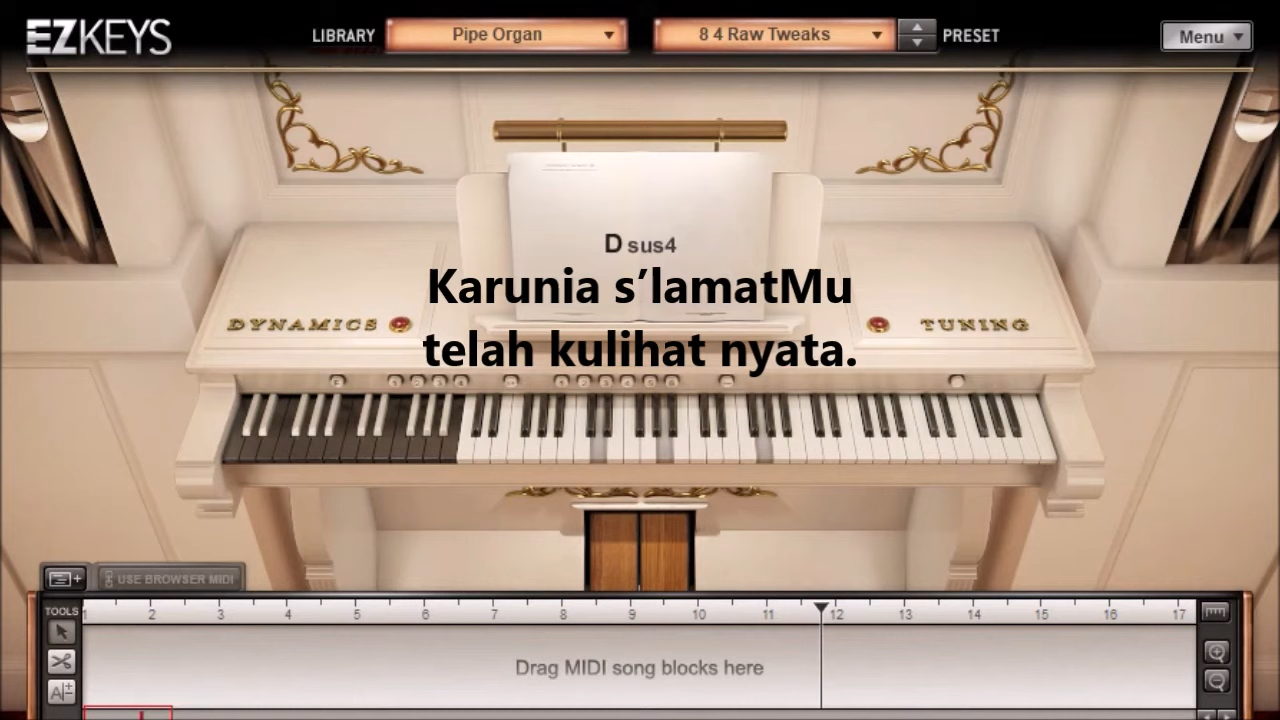 EZKEYS
LIBRARY
Pipe Organ
8 4 Raw Tweaks
PRESET
Menu
D sus4
Karunia s’lamatMu
telah kulihat nyata.
DYNAMICS
TUNING
USE BROWSER MIDI
TOOLS
1 2 3 4 5 6 7 8 9 10 11 12 13 14 15 16 17
Drag MIDI song blocks here